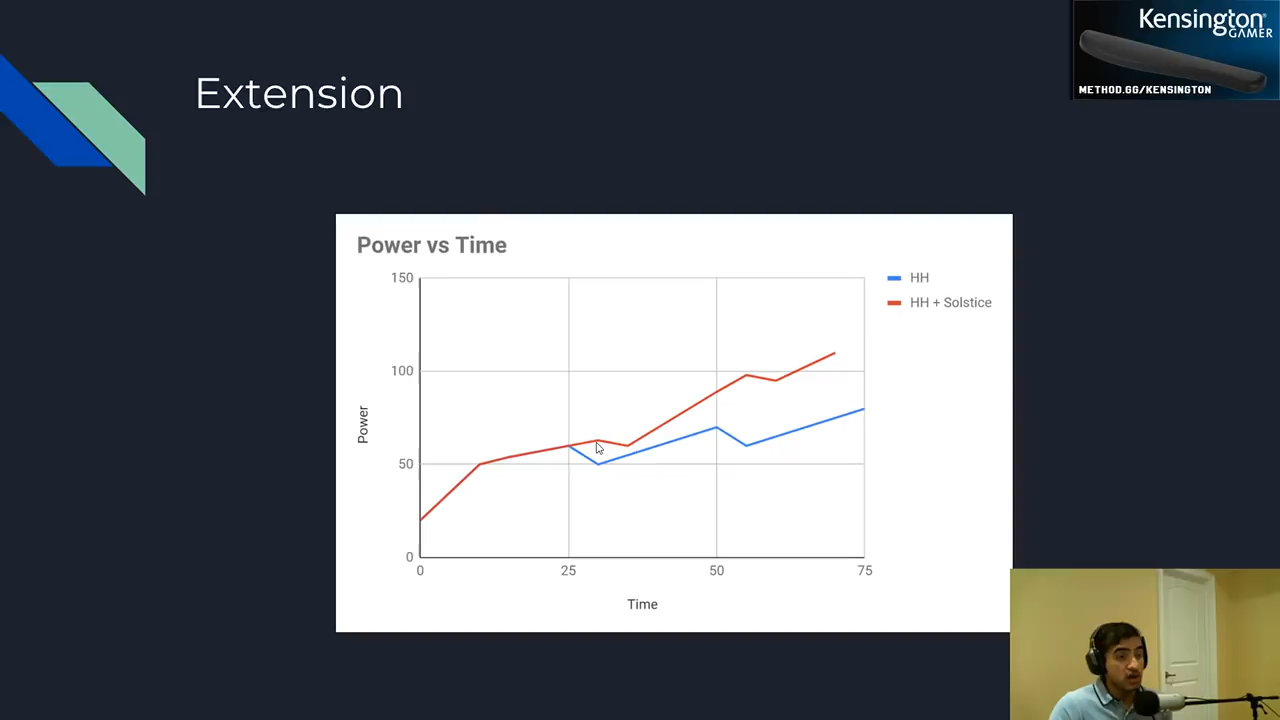 Kensington
GAMER
METHOD.GG/KENSINGTON
Extension
Power vs Time
150
100
50
0
Power
0
25
50
75
Time
HH
HH + Solstice